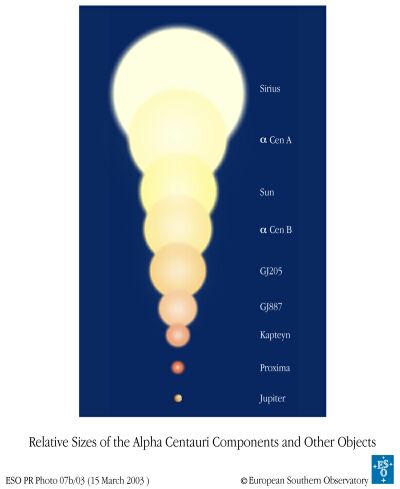 Sirius
α Cen A
Sun
α Cen B
GJ205
GJ887
Kapteyn
Proxima
Jupiter
Relative Sizes of the Alpha Centauri Components and Other Objects
ESO PR Photo 07b/03 (15 March 2003 )
© European Southern Observatory
ESO